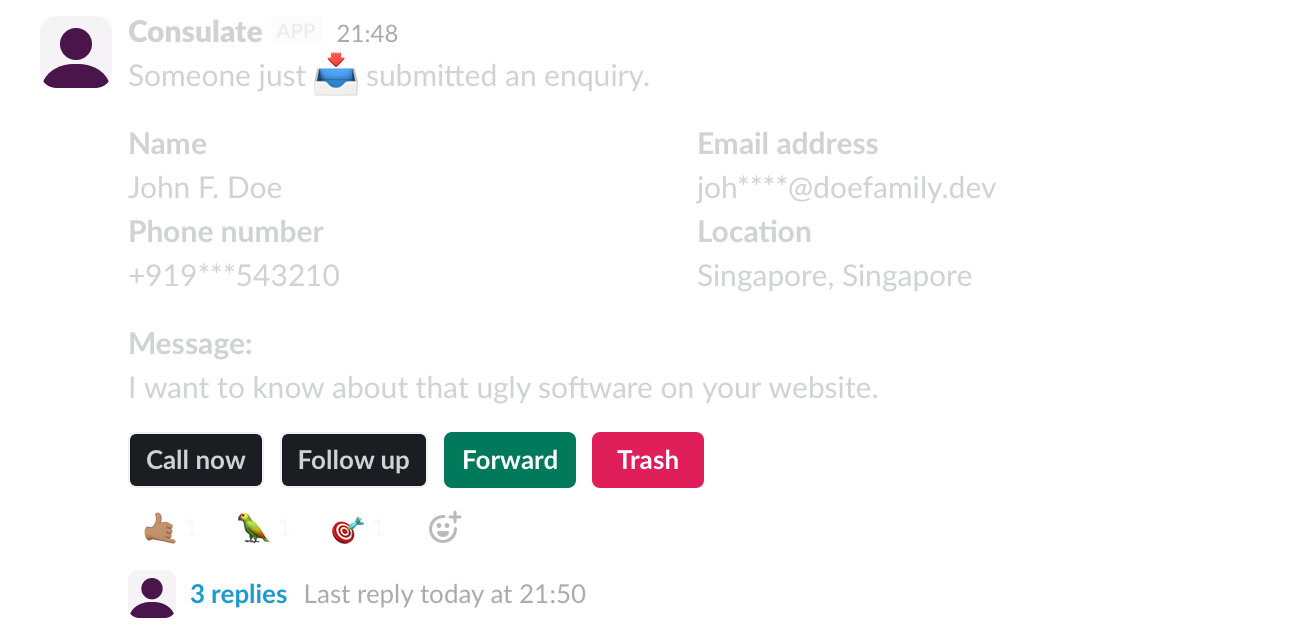 Consulate APP 21:48
Someone just submitted an enquiry.
Name
John F. Doe
Email address
joh****@doefamily.dev
Phone number
+919***543210
Location
Singapore, Singapore
Message:
I want to know about that ugly software on your website.
Call now Follow up Forward Trash
1 1 1
3 replies Last reply today at 21:50